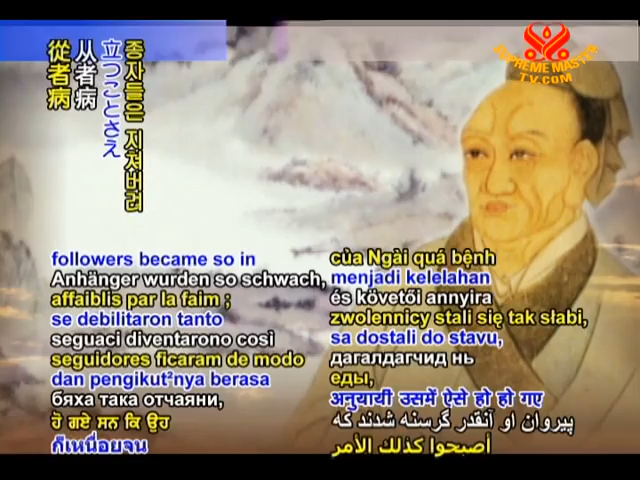 SUPREME MASTER
TV.COM
종자들은 지쳐버려
立つことさえ
从者病
從者病
followers became so in
Anhänger wurden so schwach,
affaiblis par la faim ;
se debilitaron tanto
seguaci diventarono così
seguidores ficaram de modo
dan pengikut²nya berasa
бяха така отчаяни,
ਹੋ ਗਏ ਸਨ ਕਿ ਉਹ
ก็เหนื่อยจน
của Ngài quá bệnh
menjadi kelelahan
és követői annyira
zwolennicy stali się tak słabi,
sa dostali do stavu,
дагалдагчид нь
еды,
अनुयायी उसमें ऐसे हो हो गए
پیروان او آنقدر گرسنه شدند که
أصبحوا كذلك الأمر